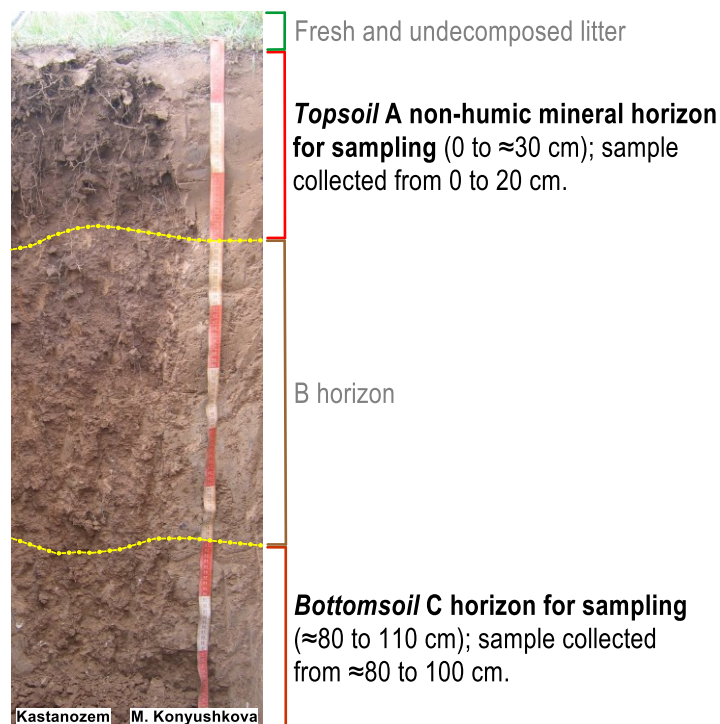 Fresh and undecomposed litter
Topsoil A non-humic mineral horizon
for sampling (0 to ≈30 cm); sample
collected from 0 to 20 cm.
B horizon
Bottomsoil C horizon for sampling
(≈80 to 110 cm); sample collected
from ≈80 to 100 cm.
Kastanozem M. Konyushkova